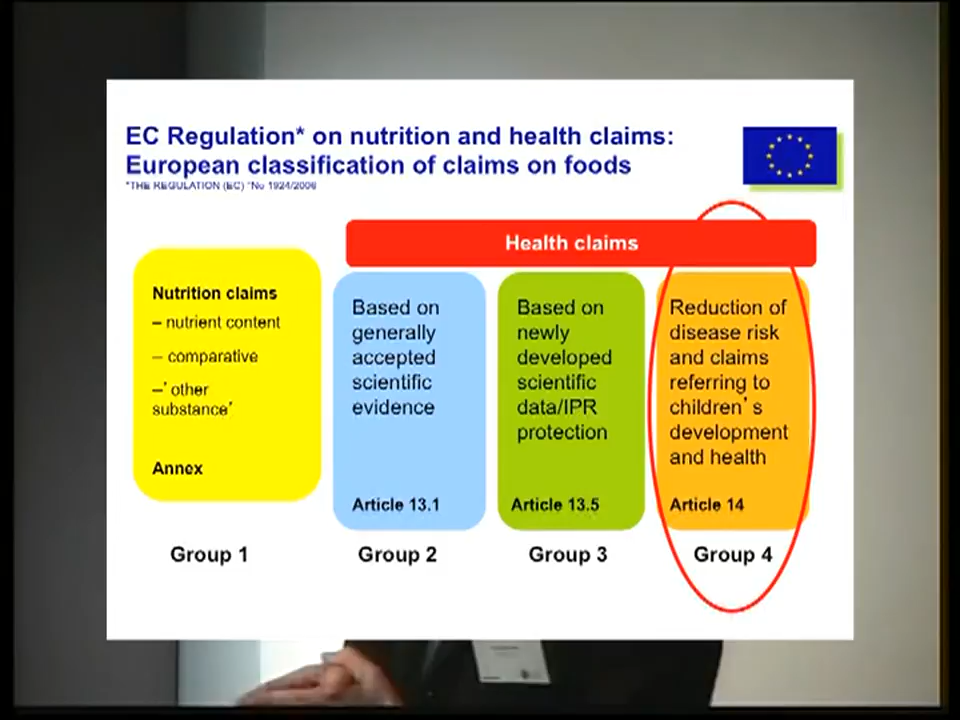 EC Regulation* on nutrition and health claims:
European classification of claims on foods
*THE REGULATION (EC) "No 1924/2006
Health claims
Nutrition claims
– nutrient content
– comparative
–' other
substance'
Annex
Based on
generally
accepted
scientific
evidence
Article 13.1
Based on
newly
developed
scientific
data/IPR
protection
Article 13.5
Reduction of
disease risk
and claims
referring to
children's
development
and health
Article 14
Group 1
Group 2
Group 3
Group 4